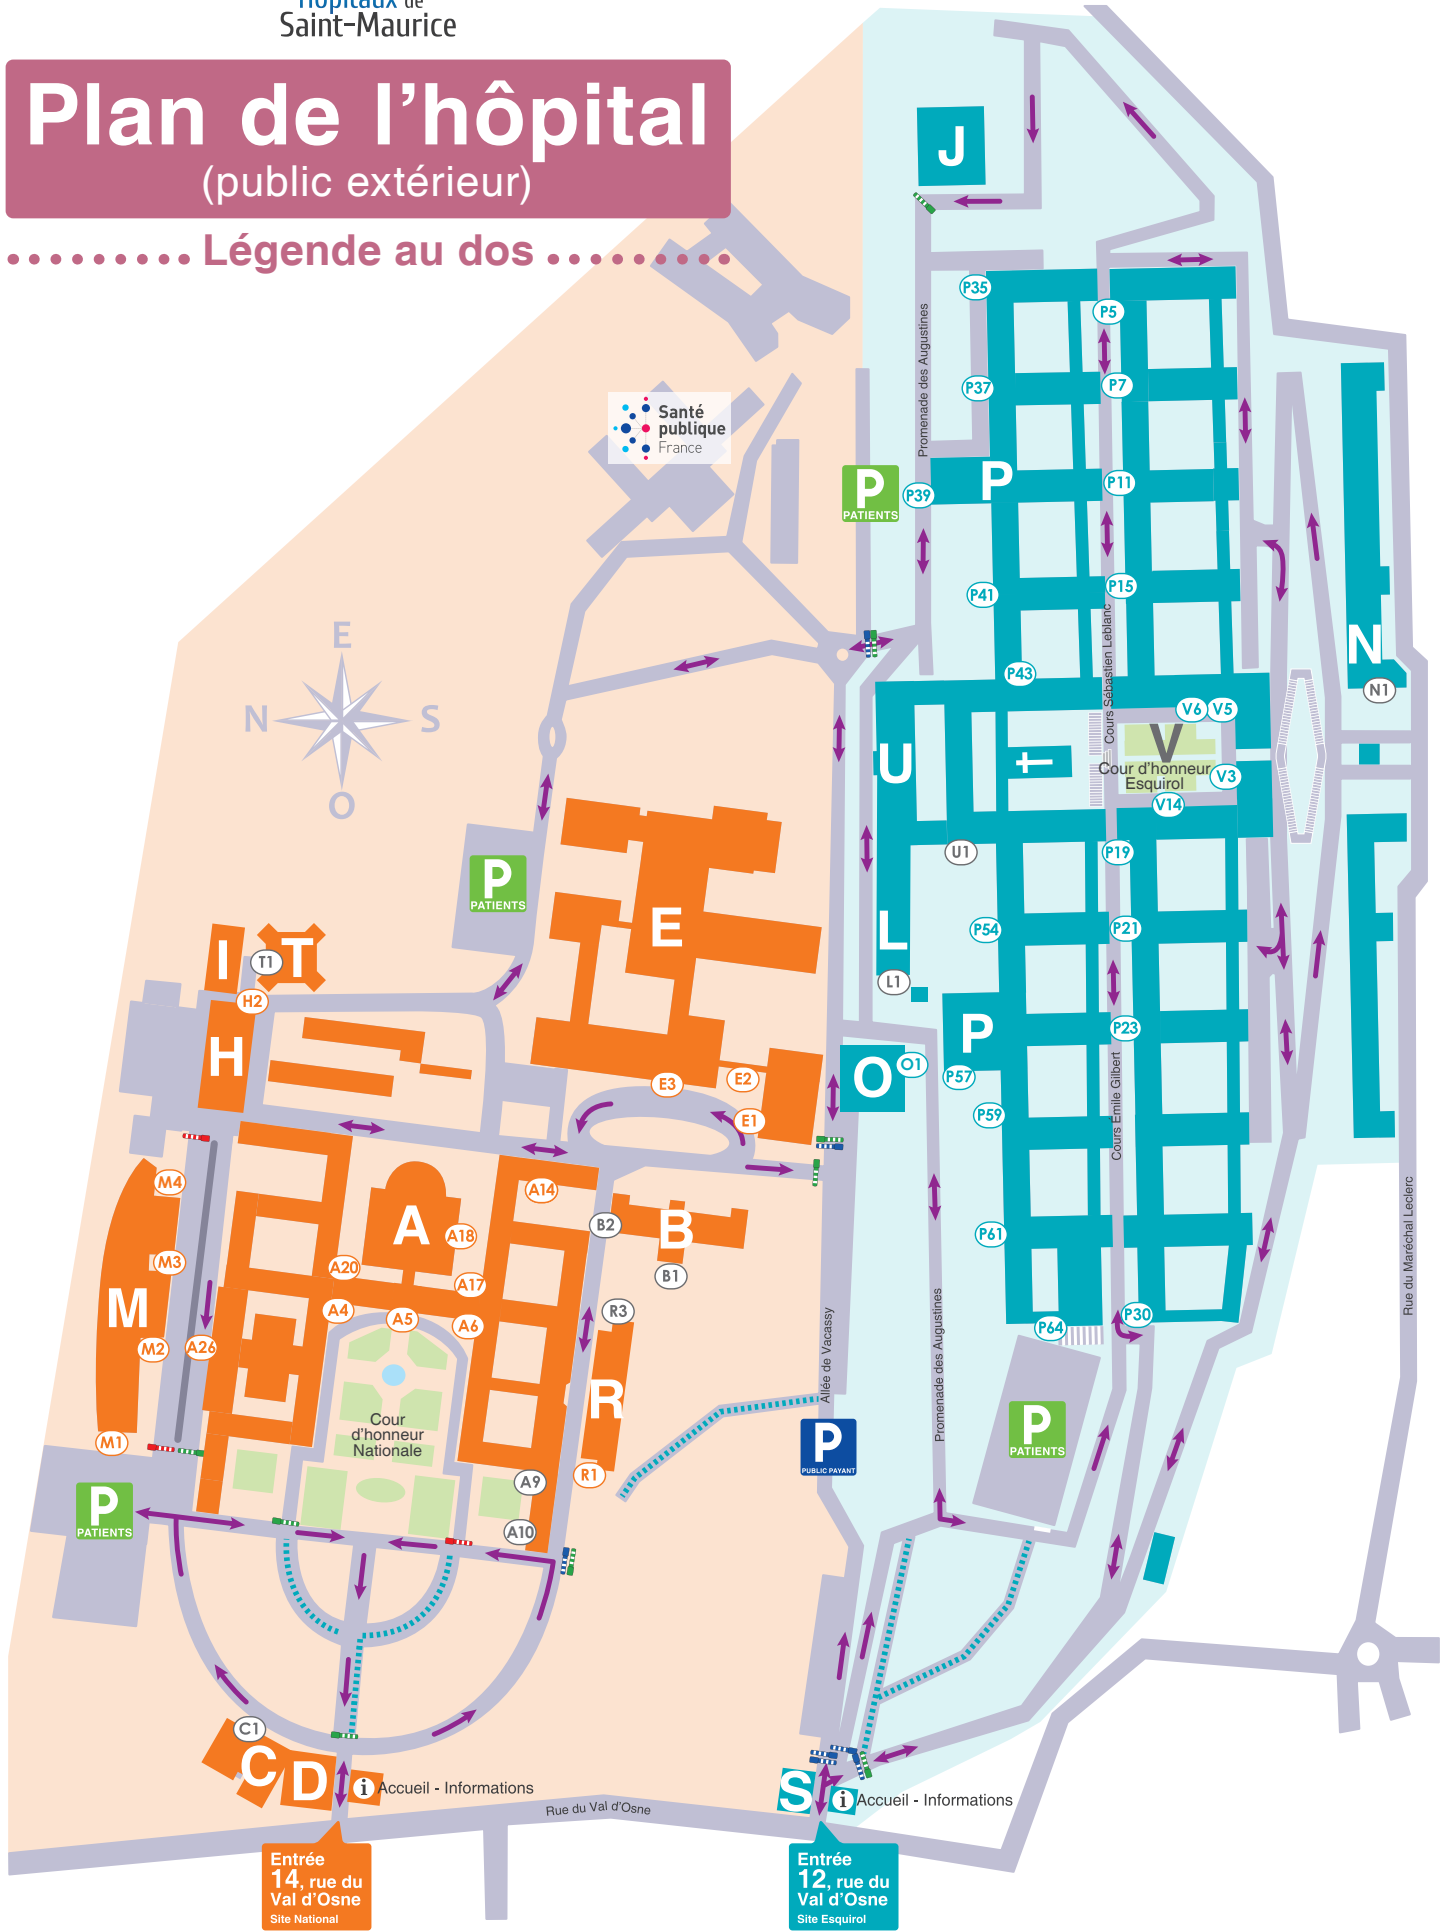 Hôpitaux de
Saint-Maurice
Plan de l'hôpital
(public extérieur)
Légende au dos
J
P35
P5
Promenade des Augustines
P37
P7
Santé
publique
France
P
PATIENTS
P39
P
P11
P41
P15
Cours Sébastien Leblanc
N
N1
E
N
S
O
P43
V6
V5
U
V
Cour d'honneur
Esquirol
V3
V14
U1
P19
P
PATIENTS
E
L
P54
P21
L1
I
T1
T
H2
H
P
P23
O
O1
P57
E3
E2
E1
P59
Cours Emile Gilbert
M4
A14
A
A18
B2
B
B1
P61
Rue du Maréchal Leclerc
M3
A20
A17
M
A4
A5
A6
R3
M2
A26
R
P64
P30
Allée de Vacassy
Promenade des Augustines
Cour
d'honneur
Nationale
M1
A9
R1
A10
P
PUBLIC PAYANT
P
PATIENTS
P
PATIENTS
C1
C
D
i
Accueil - Informations
Rue du Val d'Osne
S
i
Accueil - Informations
Entrée
14, rue du
Val d'Osne
Site National
Entrée
12, rue du
Val d'Osne
Site Esquirol